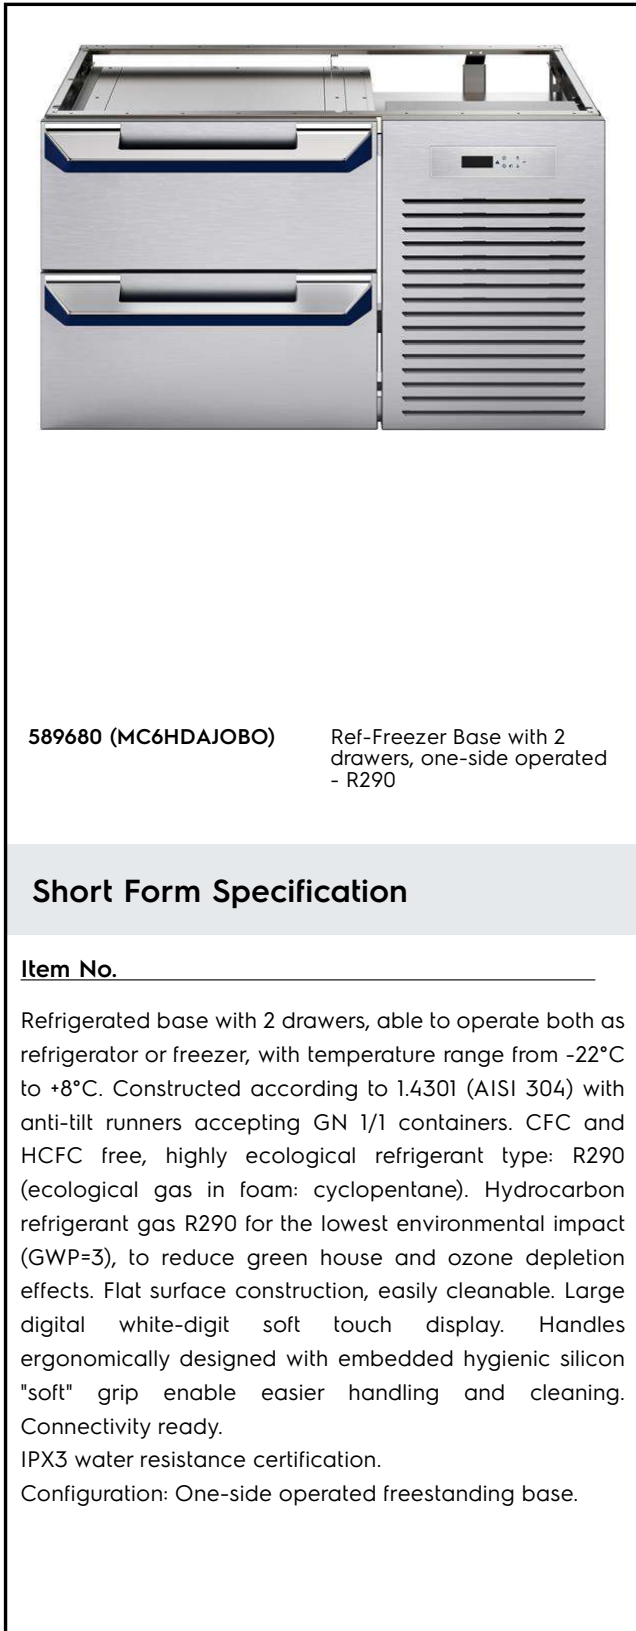 589680 (MC6HDAJOBO)
Ref-Freezer Base with 2
drawers, one-side operated
- R290
Short Form Specification
Item No.
Refrigerated base with 2 drawers, able to operate both as
refrigerator or freezer, with temperature range from -22°C
to +8°C. Constructed according to 1.4301 (AISI 304) with
anti-tilt runners accepting GN 1/1 containers. CFC and
HCFC free, highly ecological refrigerant type: R290
(ecological gas in foam: cyclopentane). Hydrocarbon
refrigerant gas R290 for the lowest environmental impact
(GWP=3), to reduce green house and ozone depletion
effects. Flat surface construction, easily cleanable. Large
digital white-digit soft touch display. Handles
ergonomically designed with embedded hygienic silicon
"soft" grip enable easier handling and cleaning.
Connectivity ready.
IPX3 water resistance certification.
Configuration: One-side operated freestanding base.